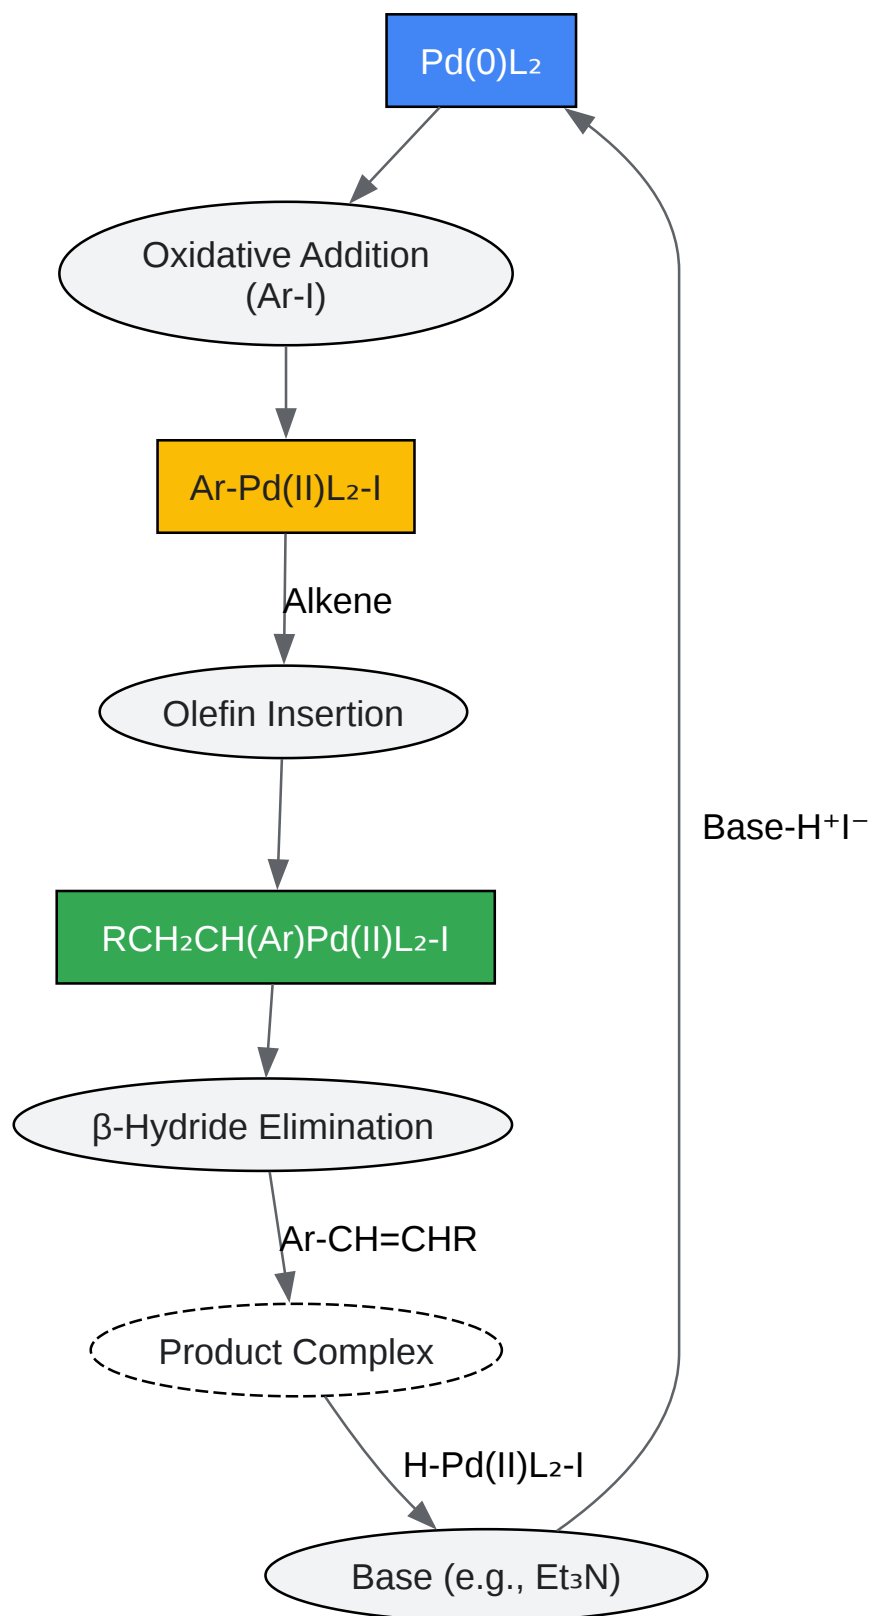 Pd(0)L₂
Oxidative Addition
(Ar-I)
Ar-Pd(II)L₂-I
Alkene
Olefin Insertion
Base-H⁺I⁻
RCH₂CH(Ar)Pd(II)L₂-I
β-Hydride Elimination
Ar-CH=CHR
Product Complex
H-Pd(II)L₂-I
Base (e.g., Et₃N)